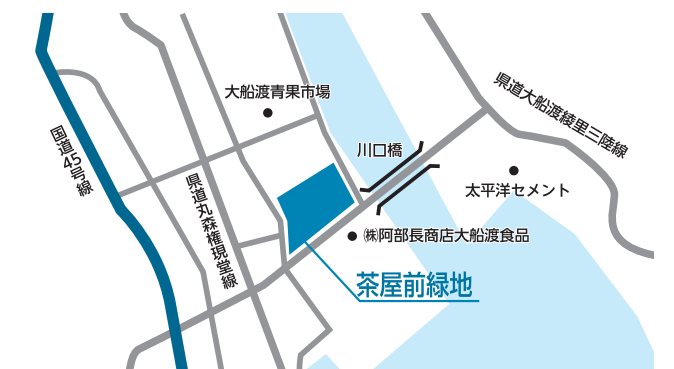 県道大船渡綾里三陸線
大船渡青果市場
国道45号線
川口橋
県道丸森権現堂線
太平洋セメント
㈱阿部長商店大船渡食品
茶屋前緑地